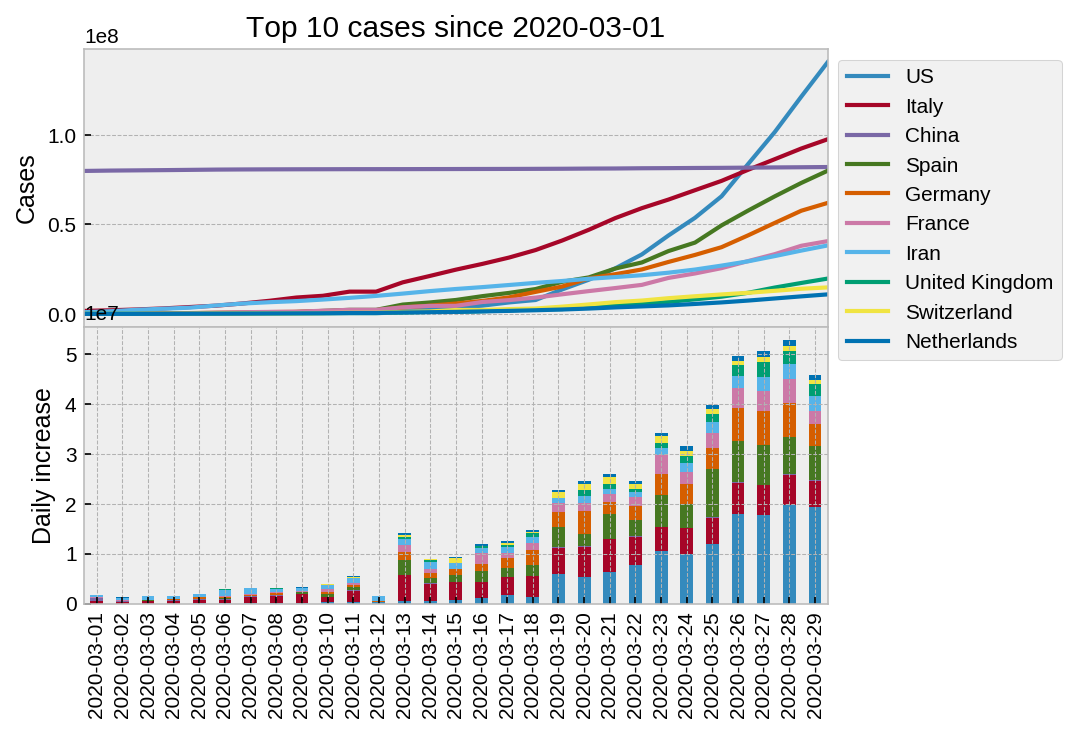 Top 10 cases since 2020-03-01
1e8
Cases
1.0
0.5
0.0
US
Italy
China
Spain
Germany
France
Iran
United Kingdom
Switzerland
Netherlands
1e7
Daily increase
5
4
3
2
1
0
2020-03-01
2020-03-02
2020-03-03
2020-03-04
2020-03-05
2020-03-06
2020-03-07
2020-03-08
2020-03-09
2020-03-10
2020-03-11
2020-03-12
2020-03-13
2020-03-14
2020-03-15
2020-03-16
2020-03-17
2020-03-18
2020-03-19
2020-03-20
2020-03-21
2020-03-22
2020-03-23
2020-03-24
2020-03-25
2020-03-26
2020-03-27
2020-03-28
2020-03-29